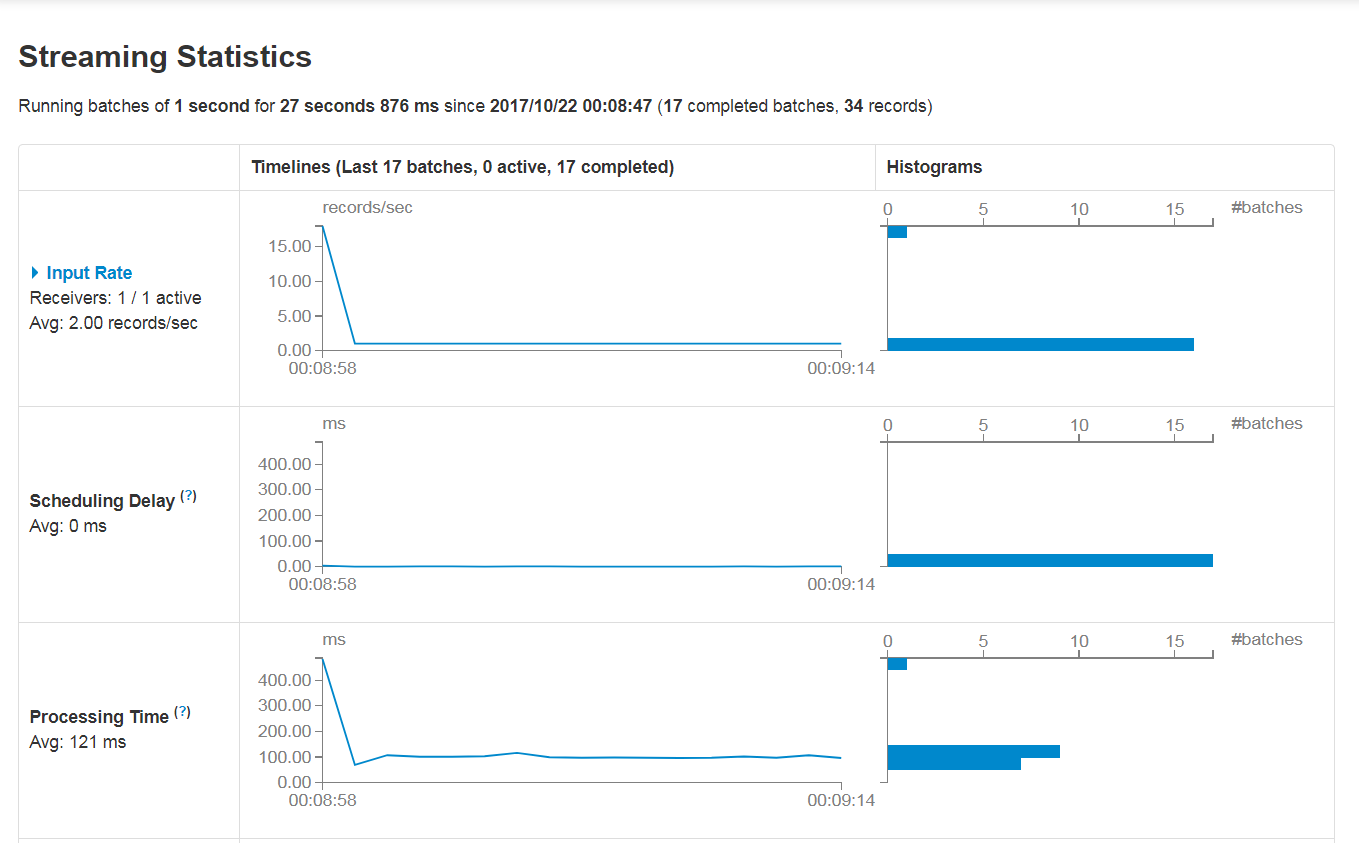 Streaming Statistics
Running batches of 1 second for 27 seconds 876 ms since 2017/10/22 00:08:47 (17 completed batches, 34 records)
Timelines (Last 17 batches, 0 active, 17 completed)
Histograms
Input Rate
Receivers: 1 / 1 active
Avg: 2.00 records/sec
records/sec
15.00
10.00
5.00
0.00
00:08:58 00:09:14
0 5 10 15 #batches
Scheduling Delay (?)
Avg: 0 ms
ms
400.00
300.00
200.00
100.00
0.00
00:08:58 00:09:14
0 5 10 15 #batches
Processing Time (?)
Avg: 121 ms
ms
400.00
300.00
200.00
100.00
0.00
00:08:58 00:09:14
0 5 10 15 #batches